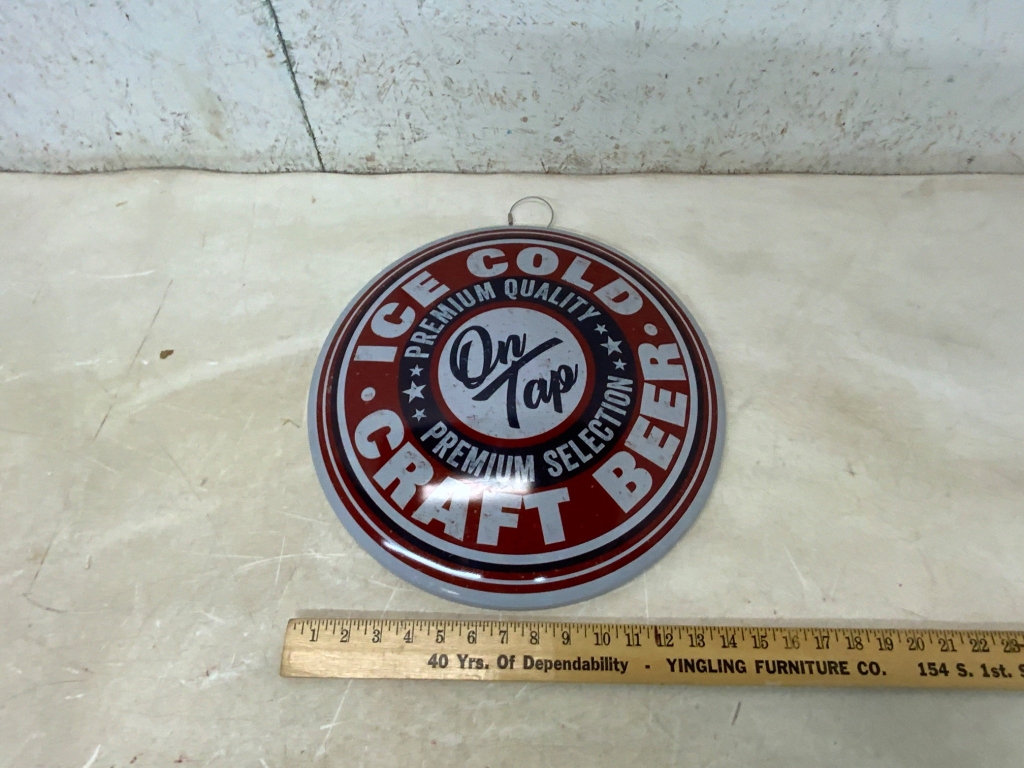 · ICE COLD ·
PREMIUM QUALITY
On
Tap
PREMIUM SELECTION
CRAFT BEER
1 2 3 4 5 6 7 8 9 10 11 12 13 14 15 16 17 18 19 20 21 22 23
40 Yrs. Of Dependability - YINGLING FURNITURE CO. 154 S. 1st.